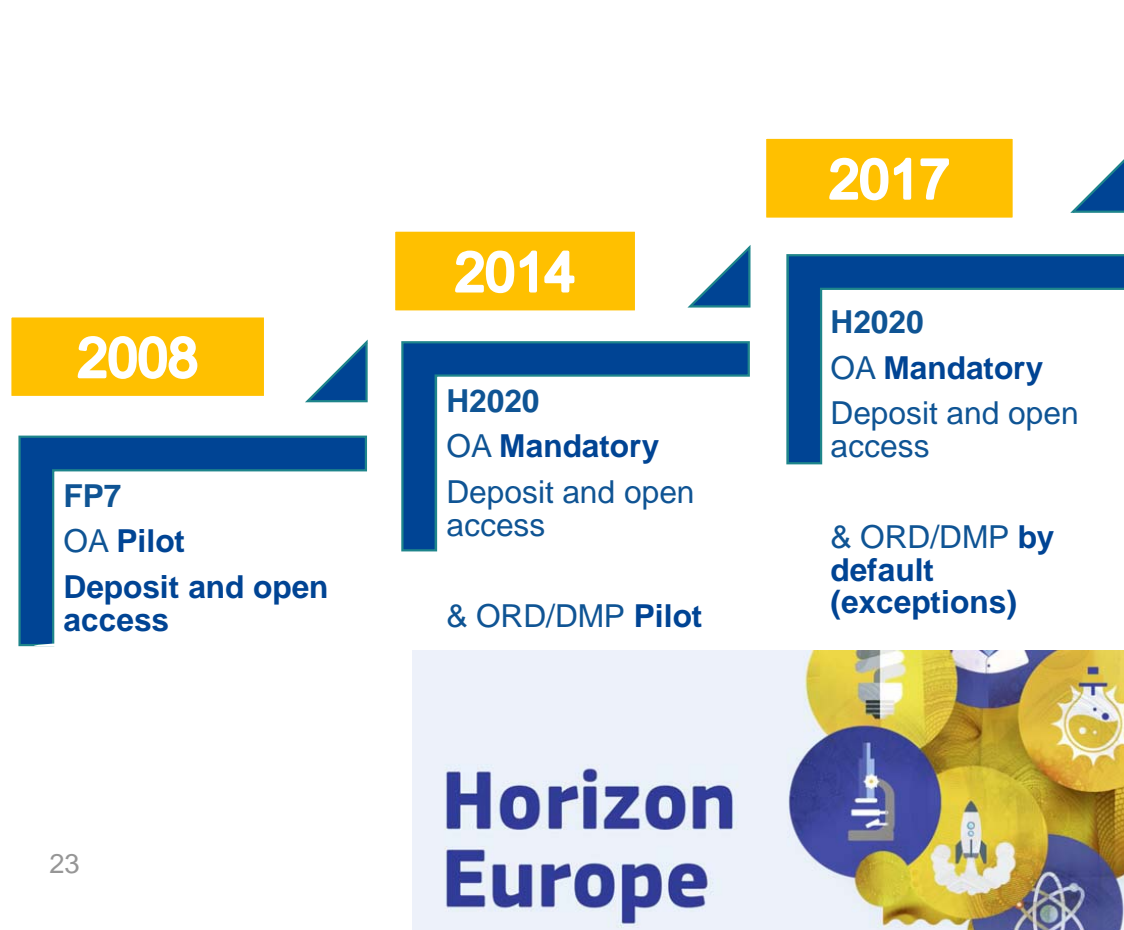 2008
FP7
OA Pilot
Deposit and open
access
2014
H2020
OA Mandatory
Deposit and open
access
& ORD/DMP Pilot
2017
H2020
OA Mandatory
Deposit and open
access
& ORD/DMP by
default
(exceptions)
Horizon
Europe
23